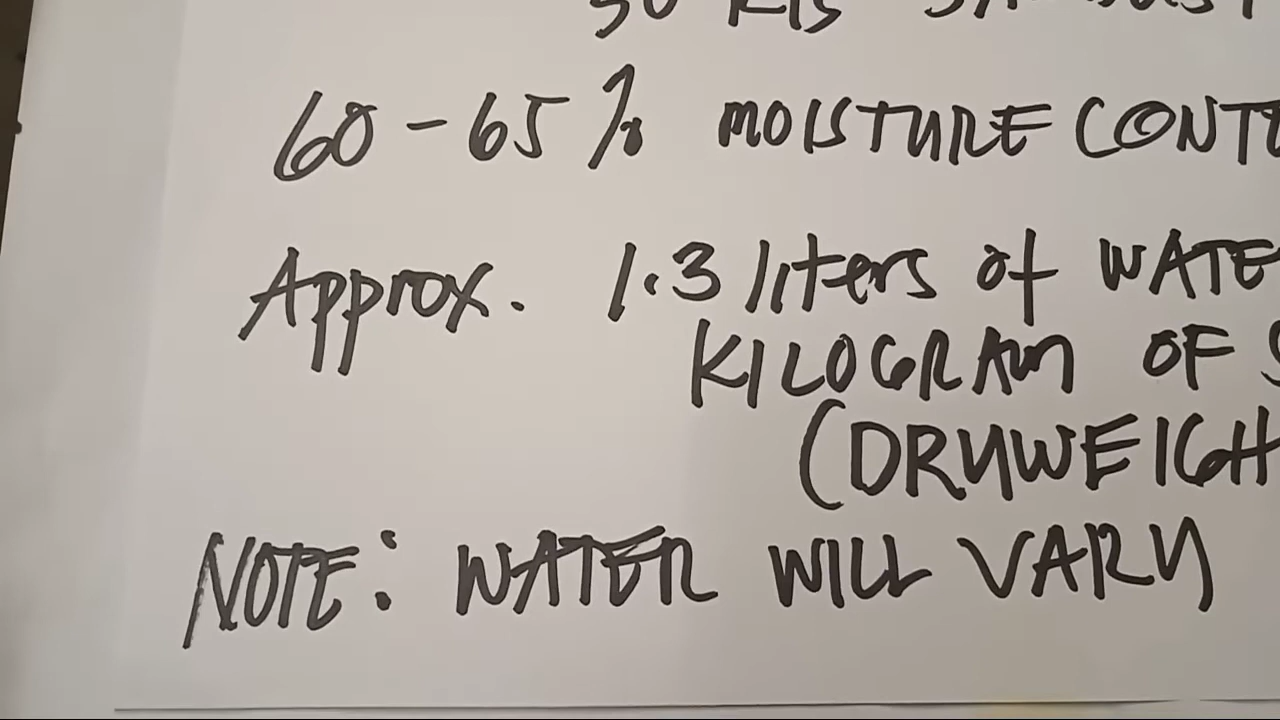 60-65% MOISTURE CONTE
Approx. 1.3 liters of WATE
KILOGRAM OF S
(DRYWEIGH
NOTE: WATER WILL VARY